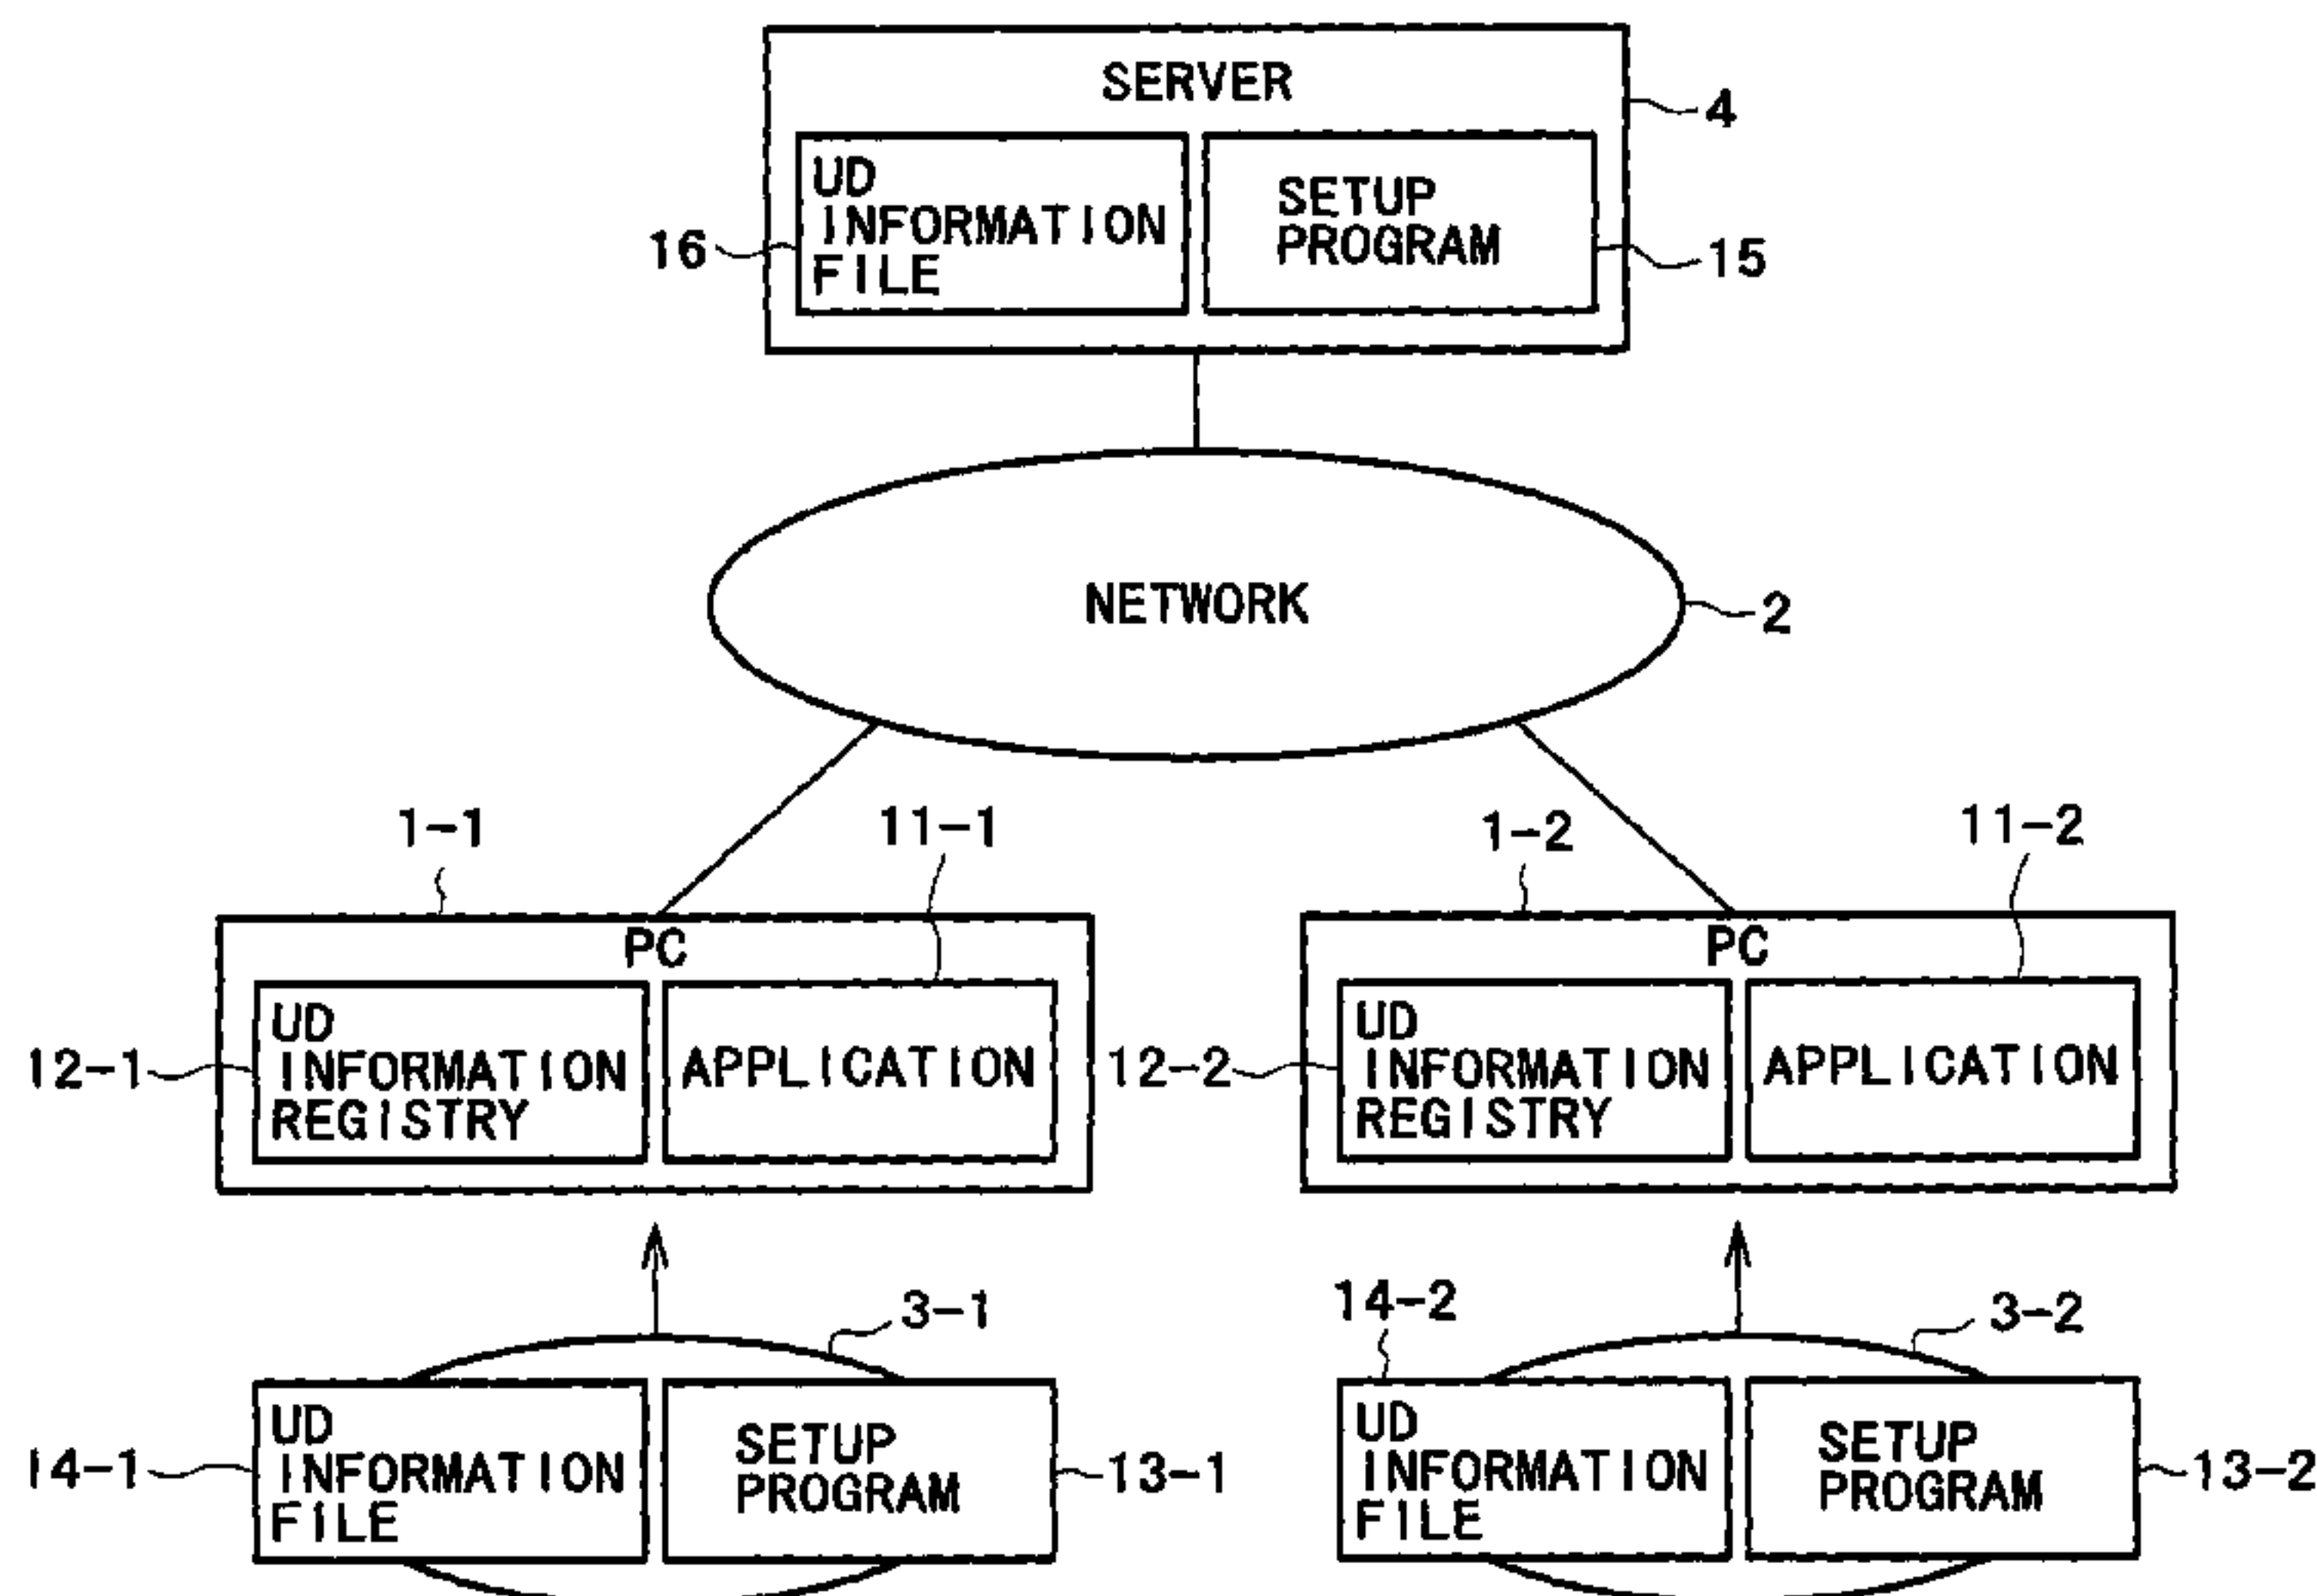 SERVER
4
UD
INFORMATION
FILE
SETUP
PROGRAM
16
15
NETWORK
2
1-1
11-1
1-2
11-2
PC
UD
INFORMATION
REGISTRY
APPLICATION
12-1
PC
UD
INFORMATION
REGISTRY
APPLICATION
12-2
3-1
UD
INFORMATION
FILE
SETUP
PROGRAM
14-1
13-1
14-2
3-2
UD
INFORMATION
FILE
SETUP
PROGRAM
13-2